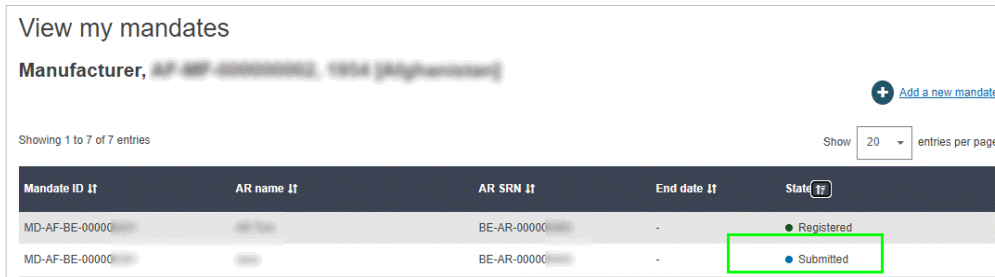 View my mandates
Manufacturer,
Add a new mandate
Showing 1 to 7 of 7 entries
Show 20 entries per page
Mandate ID AR name AR SRN End date State
MD-AF-BE-00000 BE-AR-00000 - Registered
MD-AF-BE-00000 BE-AR-00000 - Submitted